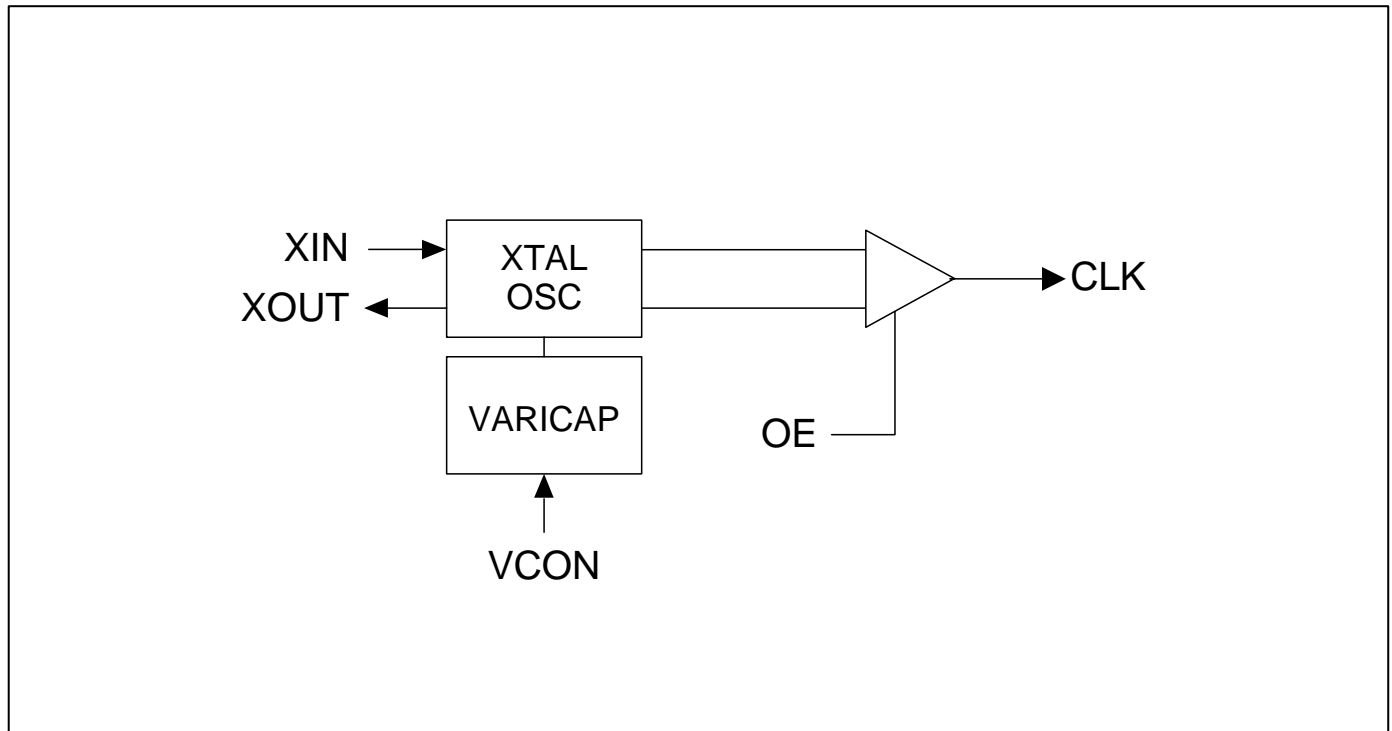 XIN
XOUT
XTAL
OSC
CLK
VARICAP
OE
VCON